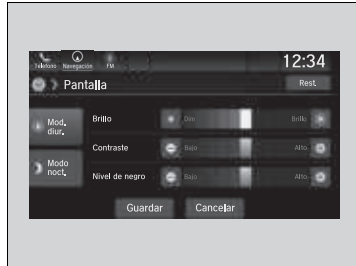 12:34
Teléfono Navegación FM
Pantalla Rest.
Mod. diur.
Brillo Dim Brillo
Contraste Bajo Alto
Modo noct.
Nivel de negro Bajo Alto
Guardar Cancelar